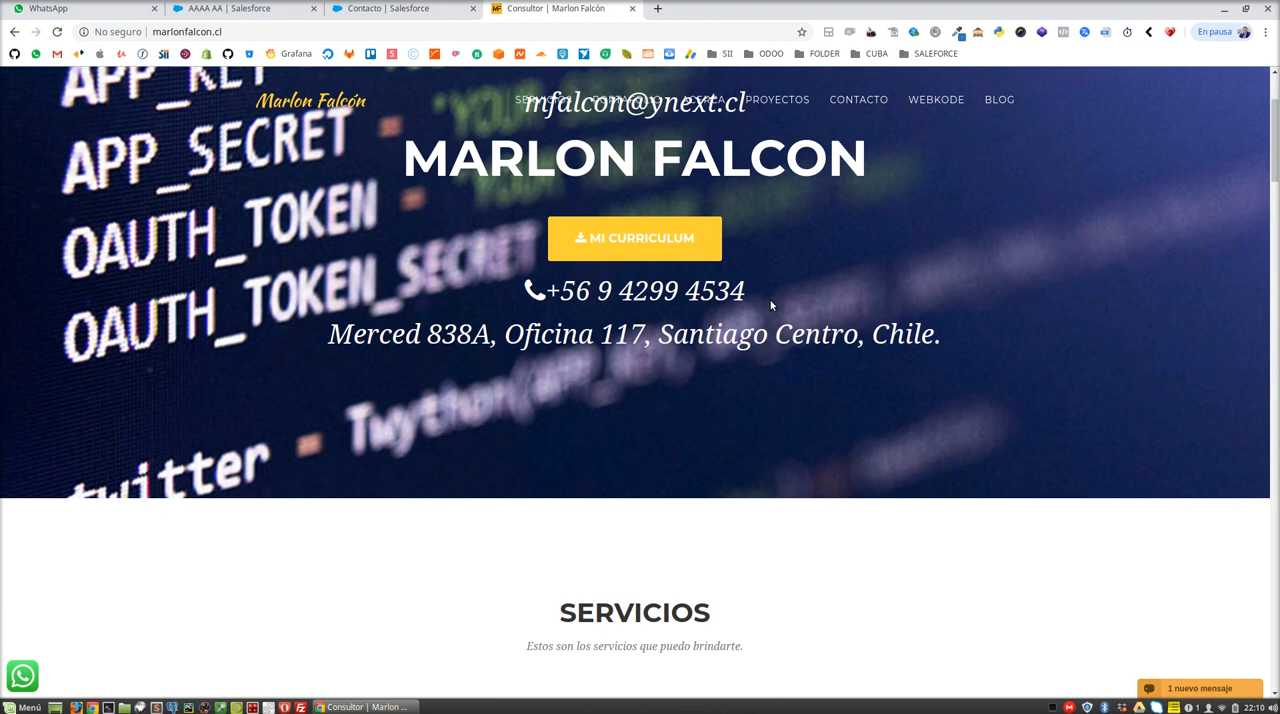 WhatsApp
AAAA AA | Salesforce
Contacto | Salesforce
Consultor | Marlon Falcón
No seguro | marlonfalcon.cl
En pausa
Grafana
SII
ODOO
FOLDER
CUBA
SALEFORCE
APP_KEY
Marlon Falcón
mfalcon@ynext.cl
PROYECTOS
CONTACTO
WEBKODE
BLOG
APP_SECRET
MARLON FALCON
OAUTH_TOKEN
MI CURRICULUM
OAUTH_TOKEN_SECRET
+56 9 4299 4534
Merced 838A, Oficina 117, Santiago Centro, Chile.
twitter = Twython(
SERVICIOS
Estos son los servicios que puedo brindarte.
1 nuevo mensaje
Menú
Consultor | Marlon ...
1
22:10